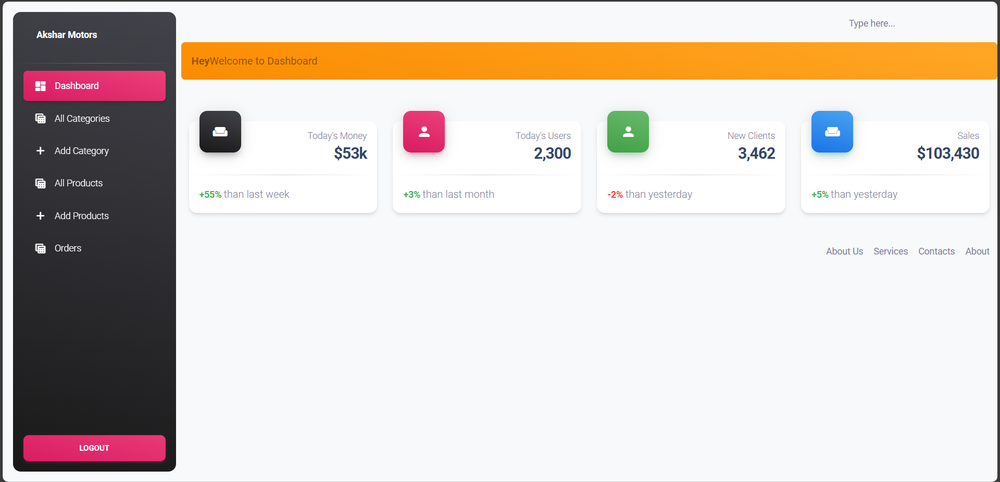 Akshar Motors
Dashboard
All Categories
Add Category
All Products
Add Products
Orders
LOGOUT
Type here...
HeyWelcome to Dashboard
Today's Money
$53k
+55% than last week
Today's Users
2,300
+3% than last month
New Clients
3,462
-2% than yesterday
Sales
$103,430
+5% than yesterday
About Us Services Contacts About